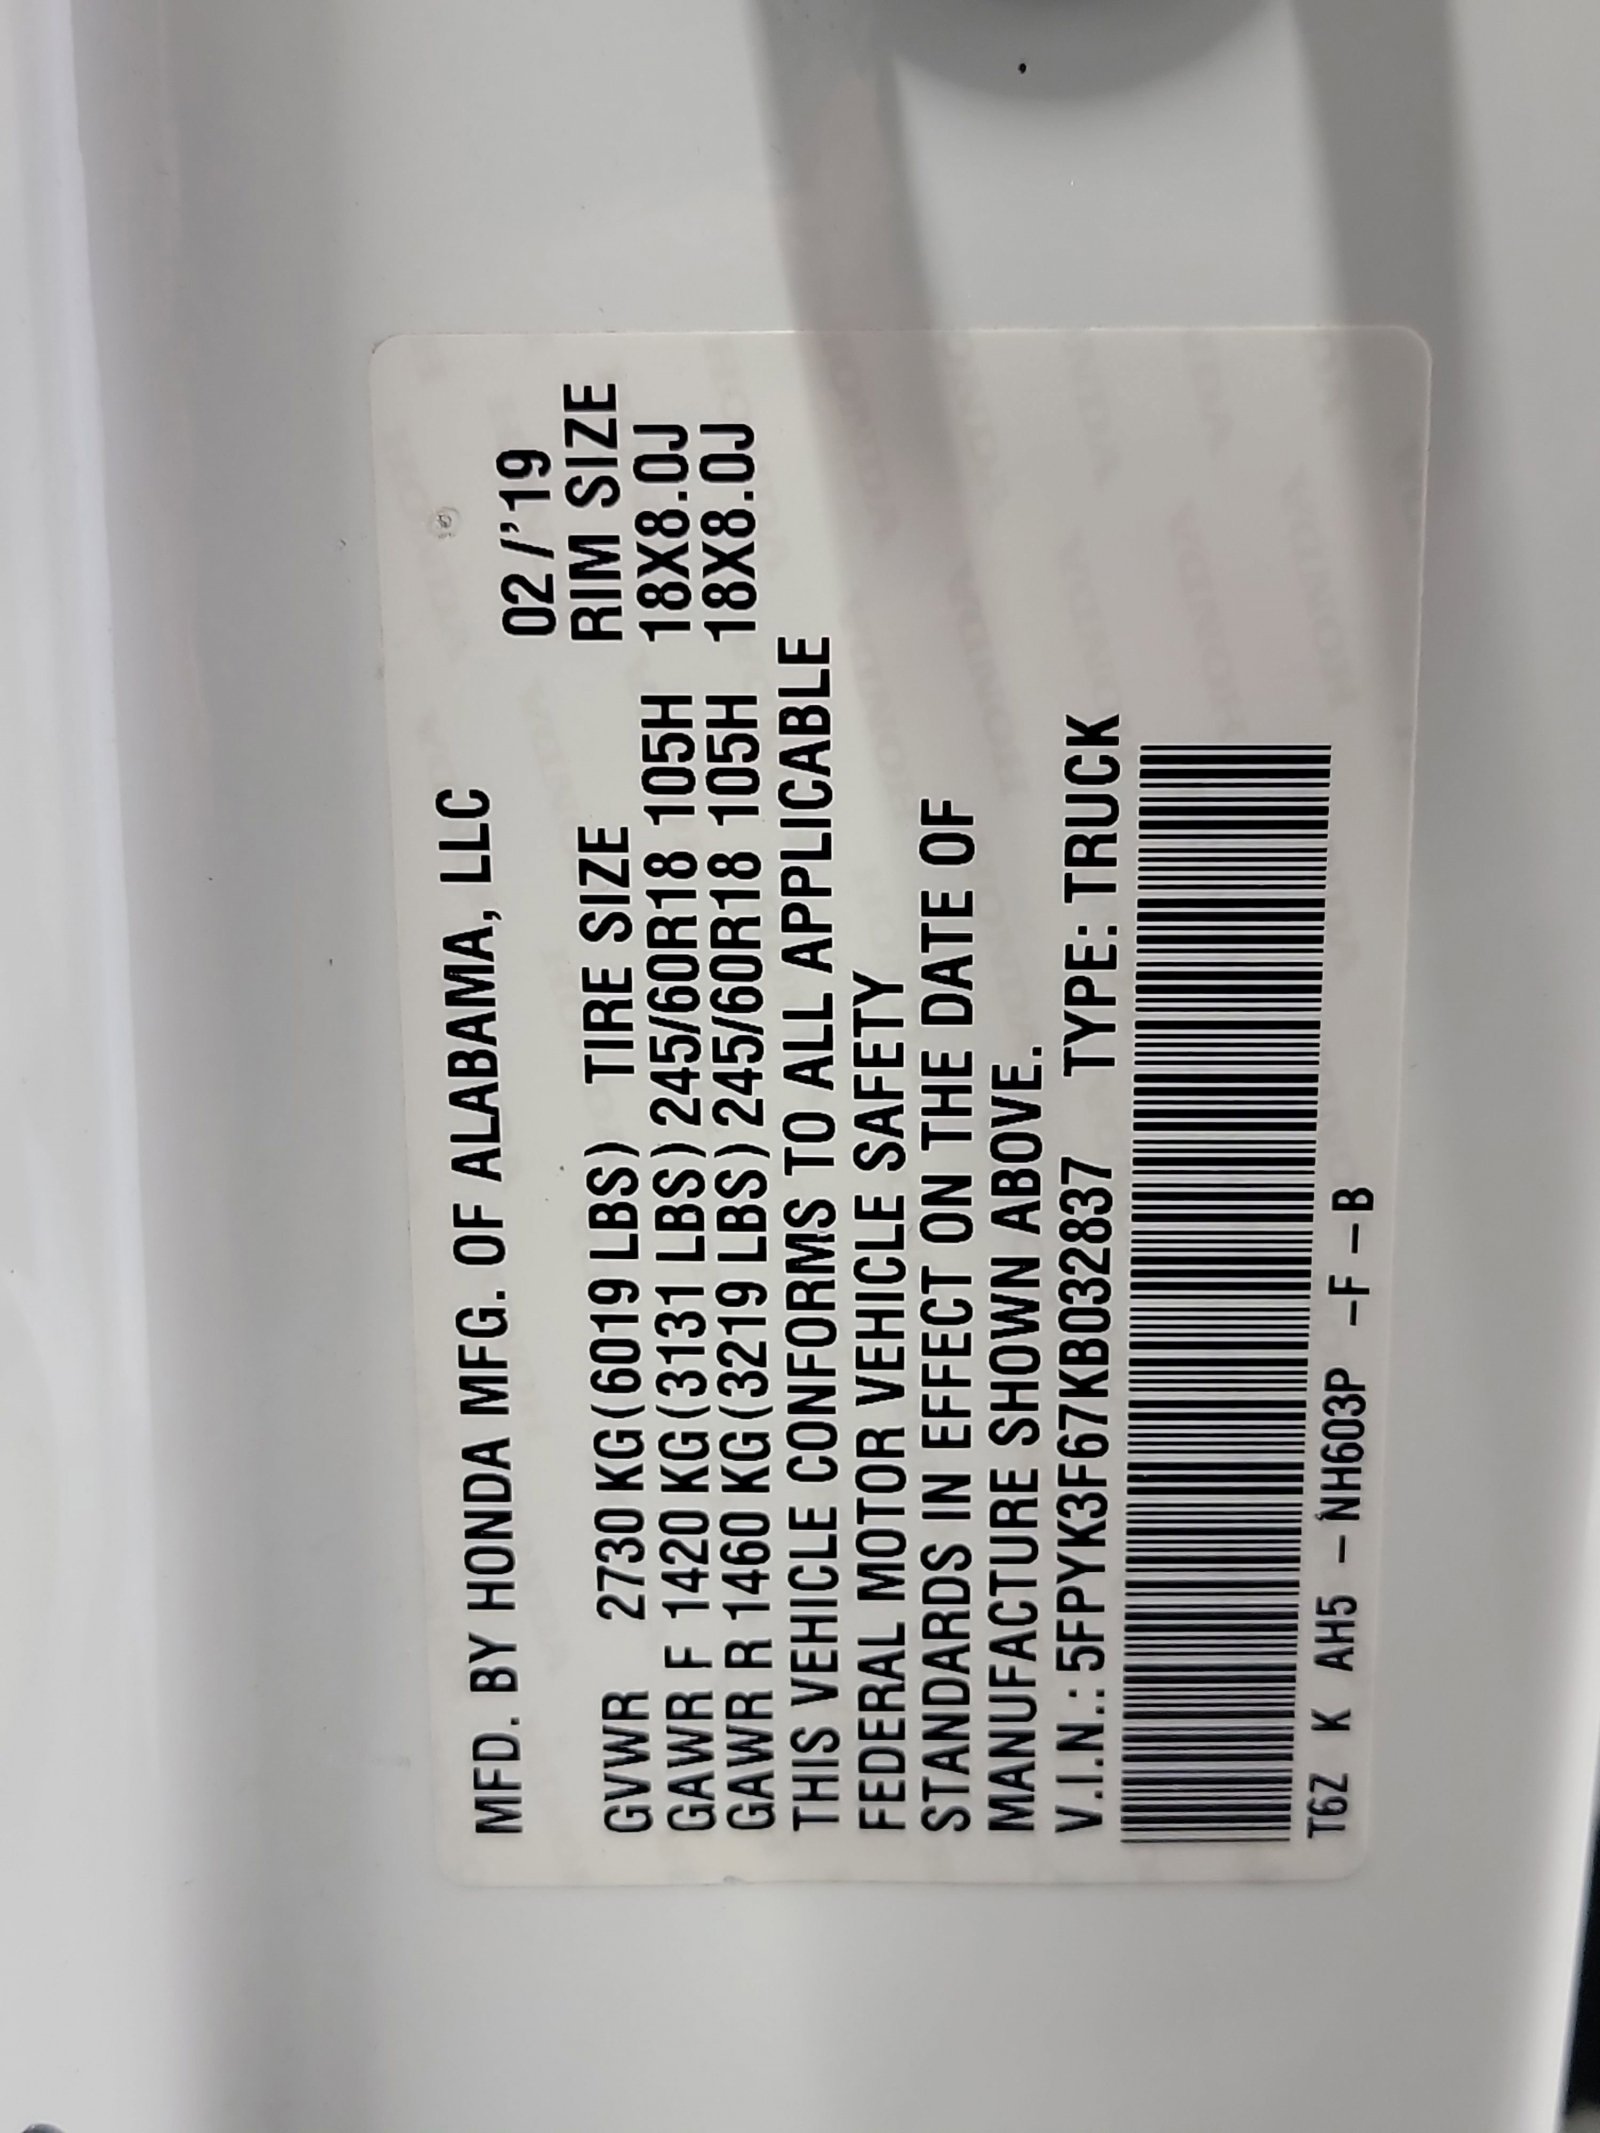 MFD. BY HONDA MFG. OF ALABAMA, LLC
02/'19
GVWR 2730 KG(6019 LBS) TIRE SIZE RIM SIZE
GAWR F 1420 KG(3131 LBS) 245/60R18 105H 18X8.0J
GAWR R 1460 KG(3219 LBS) 245/60R18 105H 18X8.0J
THIS VEHICLE CONFORMS TO ALL APPLICABLE
FEDERAL MOTOR VEHICLE SAFETY
STANDARDS IN EFFECT ON THE DATE OF
MANUFACTURE SHOWN ABOVE.
V.I.N.: 5FPYK3F67KB032837 TYPE: TRUCK
T6Z K AH5 -NH603P -F -B